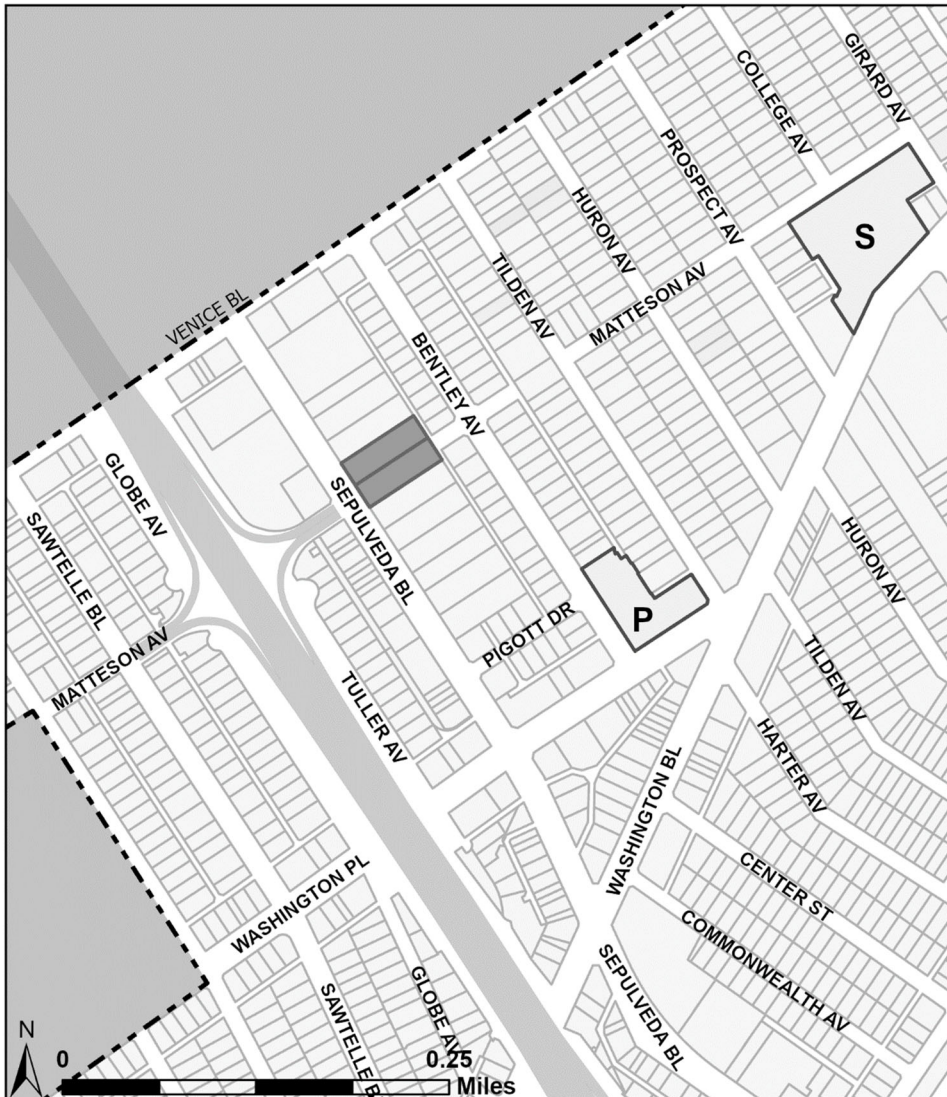 GIRARD AV
COLLEGE AV
PROSPECT AV
S
HURON AV
TILDEN AV
MATTESON AV
VENICE BL
BENTLEY AV
GLOBE AV
SEPULVEDA BL
SAWTELLE BL
HURON AV
P
PIGOTT DR
MATTESON AV
TILDEN AV
TULLER AV
HARTER AV
WASHINGTON BL
CENTER ST
WASHINGTON PL
COMMONWEALTH AV
SEPULVEDA BL
GLOBE AV
SAWTELLE B
N
0 0.25
Miles